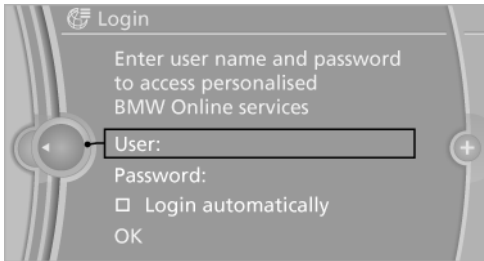 Login
Enter user name and password
to access personalised
BMW Online services
User:
Password:
Login automatically
OK